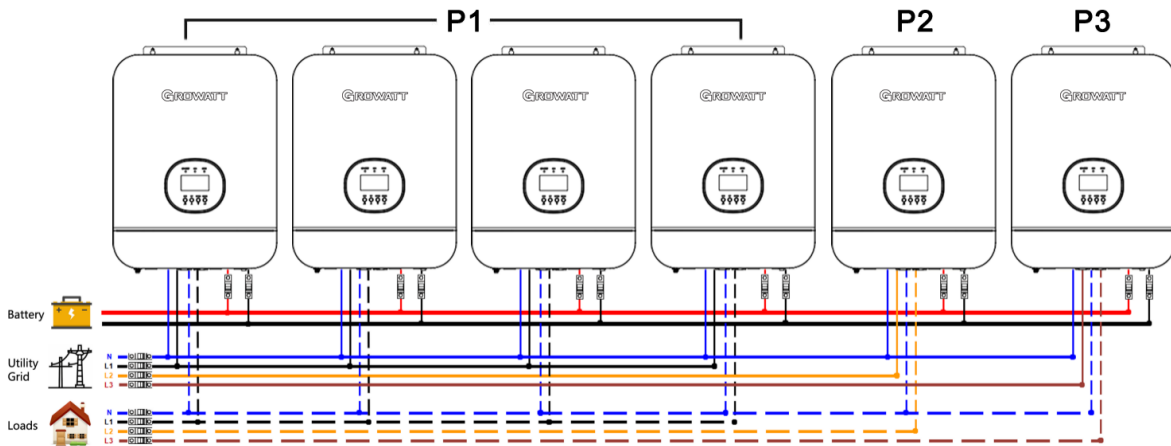 P1 P2 P3
GROWATT GROWATT GROWATT GROWATT GROWATT GROWATT
Battery
Utility
Grid
N
L1
L2
L3
Loads
N
L1
L2
L3